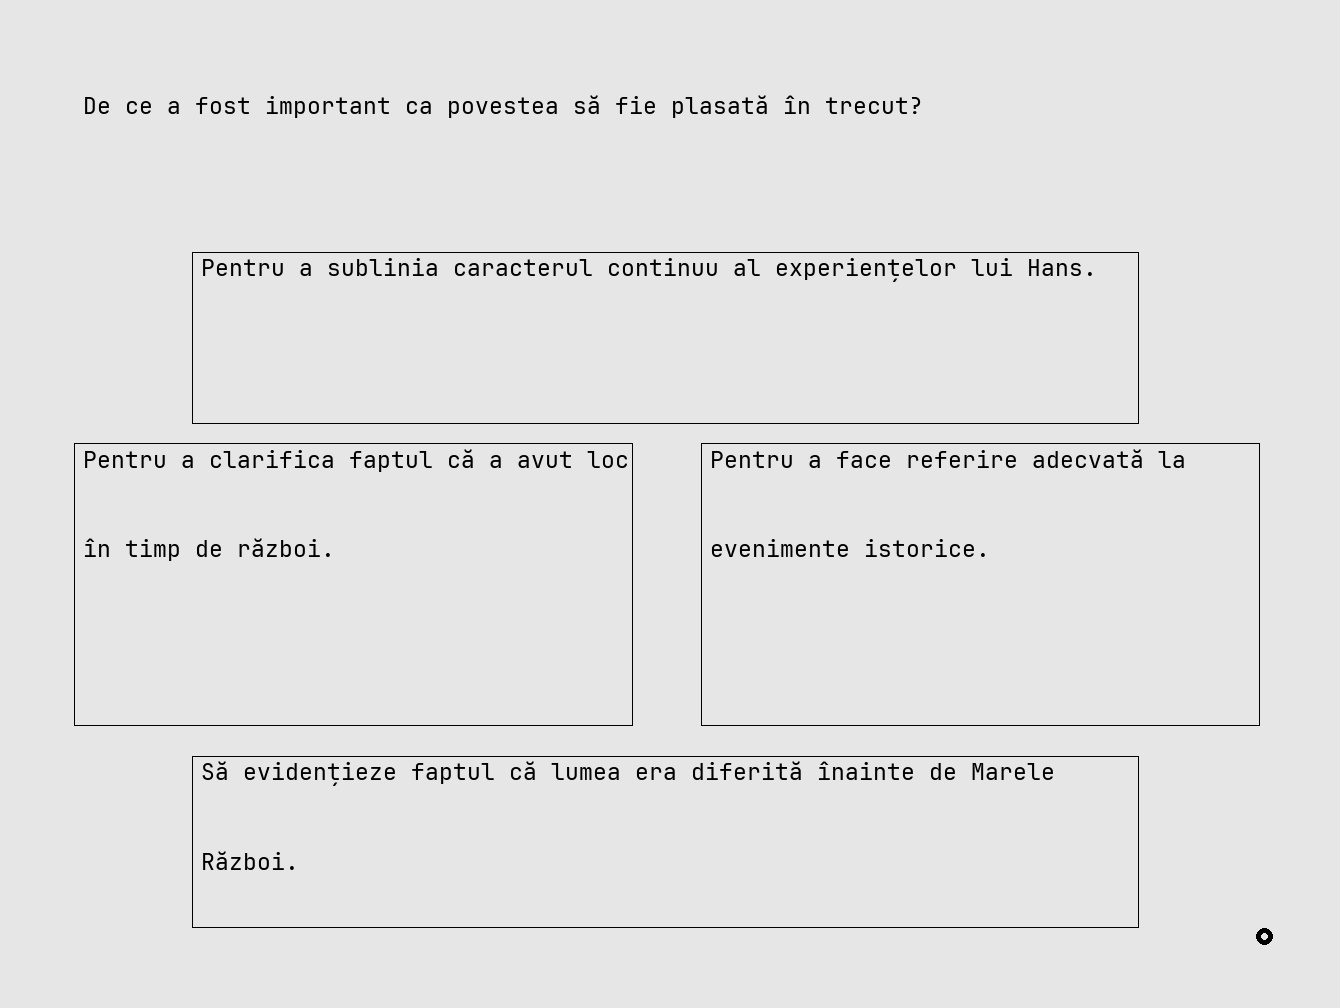 De ce a fost important ca povestea să fie plasată în trecut?
Pentru a sublinia caracterul continuu al experiențelor lui Hans.
Pentru a clarifica faptul că a avut loc
în timp de război.
Pentru a face referire adecvată la
evenimente istorice.
Să evidențieze faptul că lumea era diferită înainte de Marele
Război.